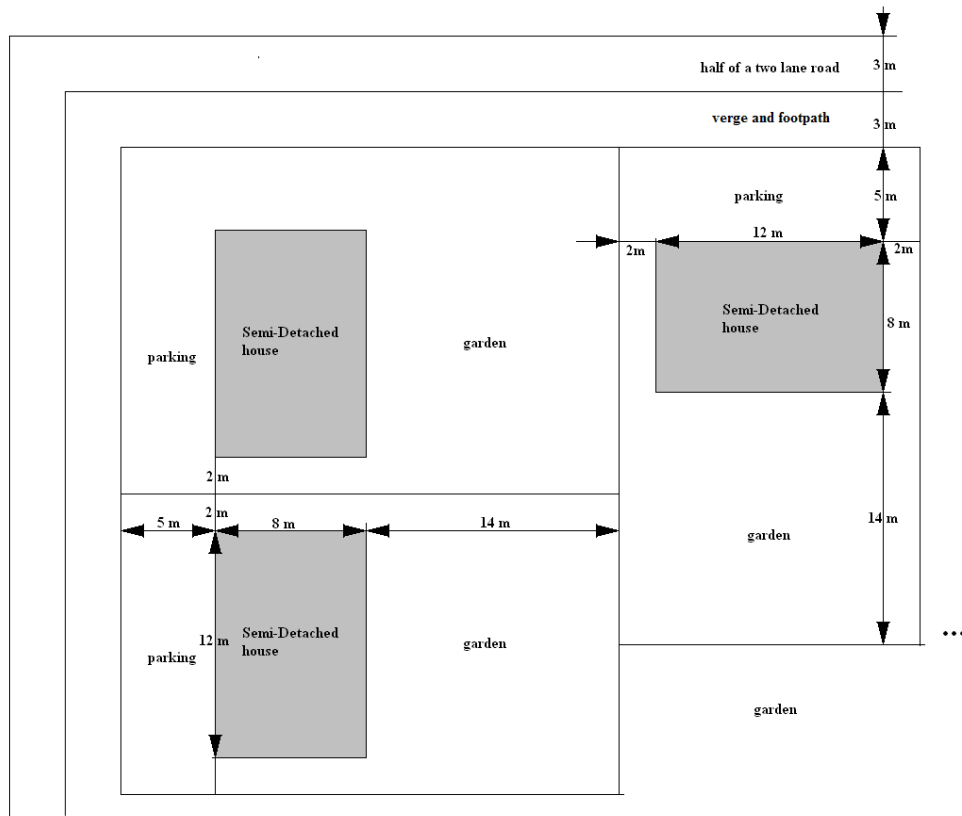 half of a two lane road
3 m
verge and footpath
3 m
parking
5 m
12 m
2m
2m
Semi-Detached
house
8 m
Semi-Detached
house
garden
parking
2 m
2 m
5 m
8 m
14 m
14 m
garden
12 m
Semi-Detached
house
garden
parking
...
garden